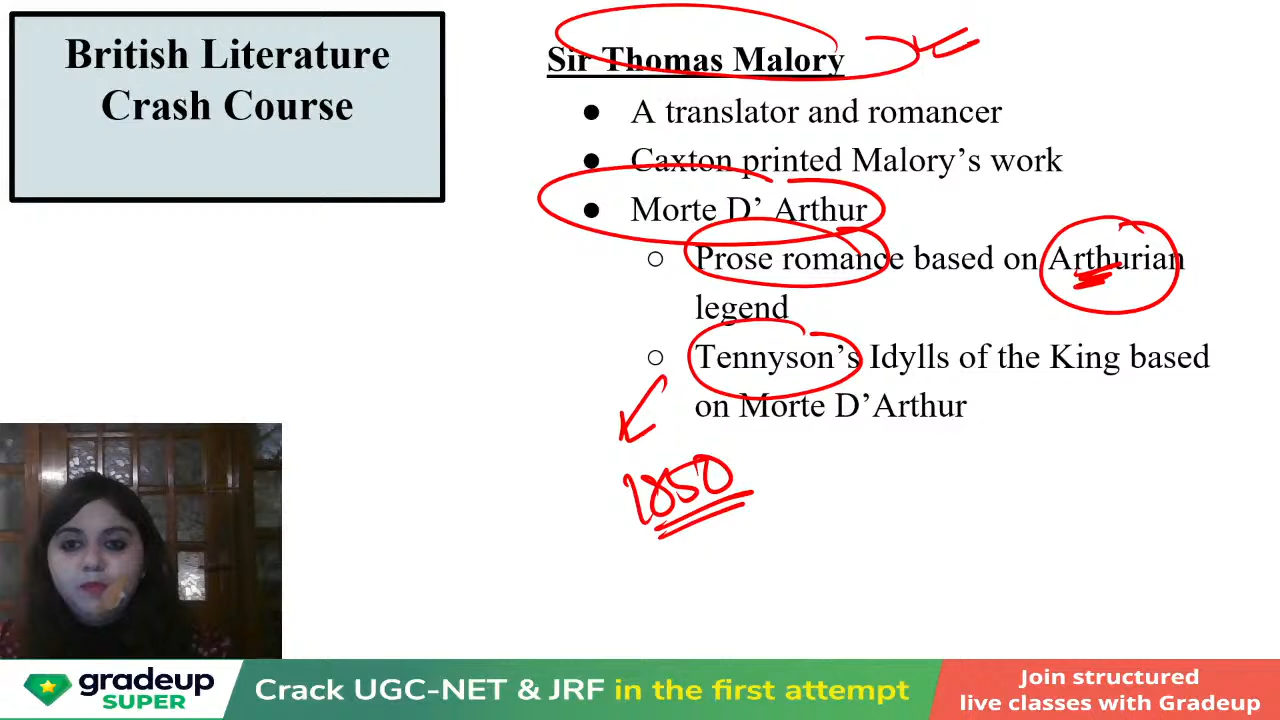 British Literature
Crash Course
Sir Thomas Malory
● A translator and romancer
● Caxton printed Malory’s work
● Morte D’ Arthur
○ Prose romance based on Arthurian
legend
○ Tennyson’s Idylls of the King based
on Morte D’Arthur
1850
gradeup
SUPER
Crack UGC-NET & JRF in the first attempt
Join structured
live classes with Gradeup